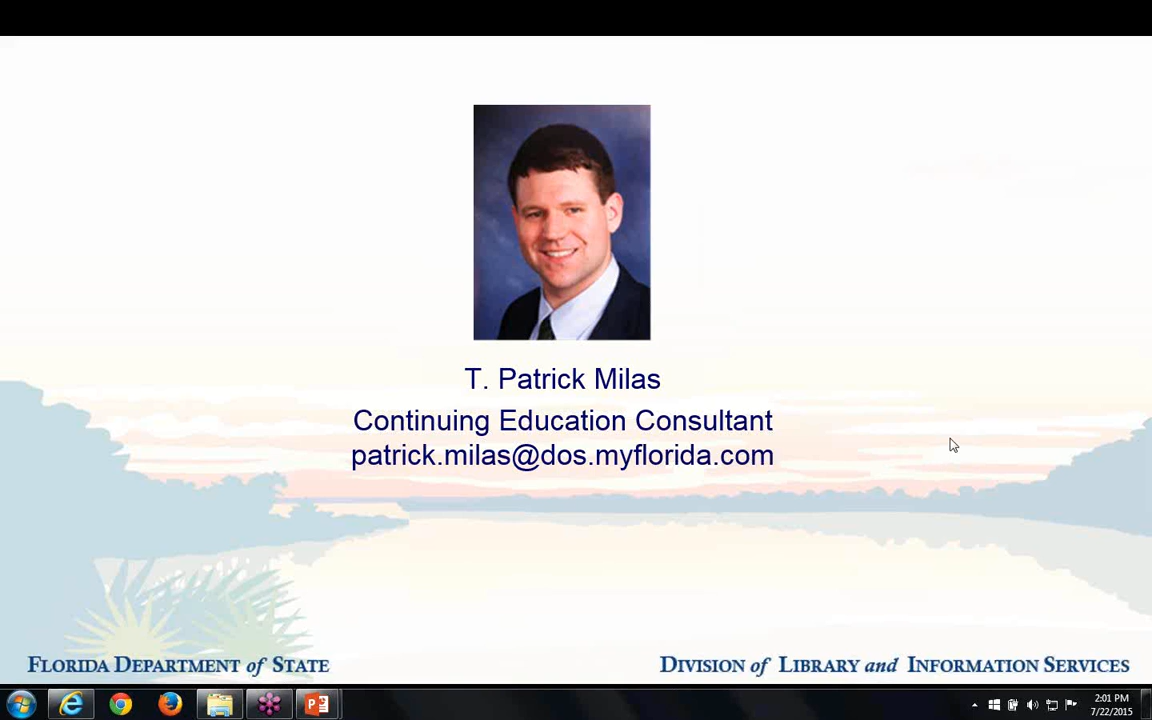 T. Patrick Milas
Continuing Education Consultant
patrick.milas@dos.myflorida.com
FLORIDA DEPARTMENT of STATE
DIVISION of LIBRARY and INFORMATION SERVICES
2:01 PM
7/22/2015